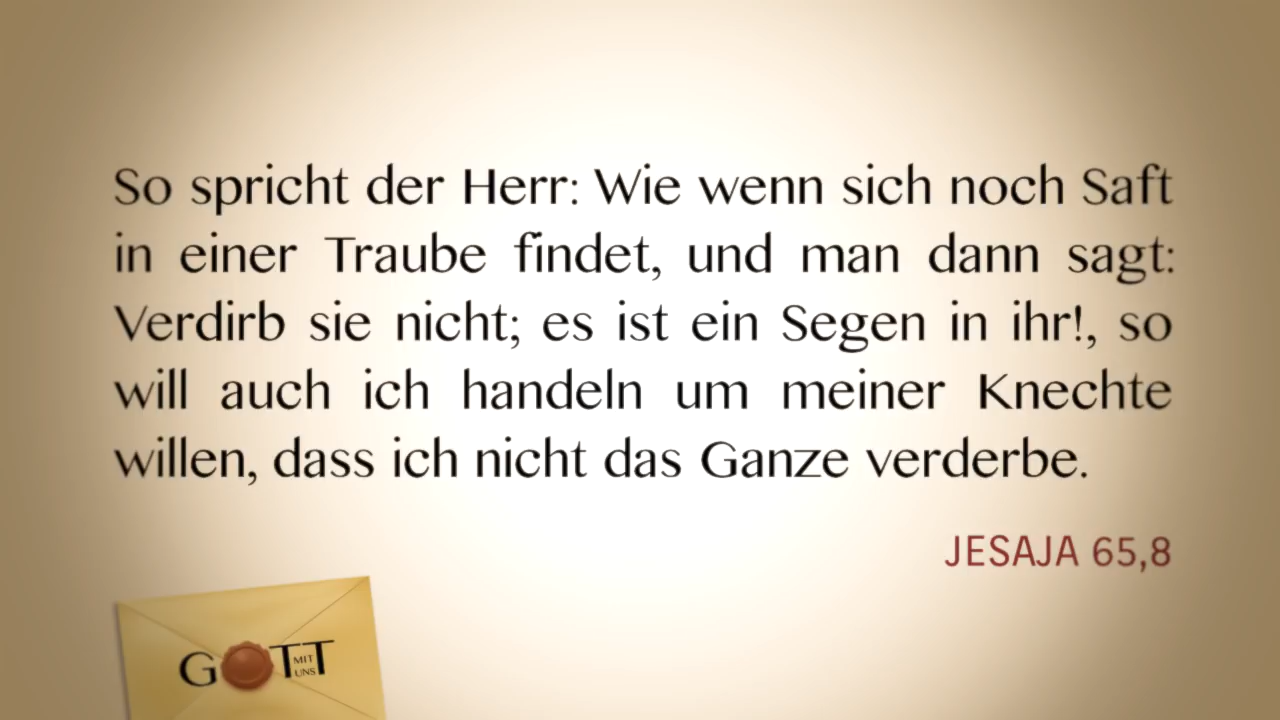 So spricht der Herr: Wie wenn sich noch Saft
in einer Traube findet, und man dann sagt:
Verdirb sie nicht; es ist ein Segen in ihr!, so
will auch ich handeln um meiner Knechte
willen, dass ich nicht das Ganze verderbe.
JESAJA 65,8
GOTT
MIT
UNS